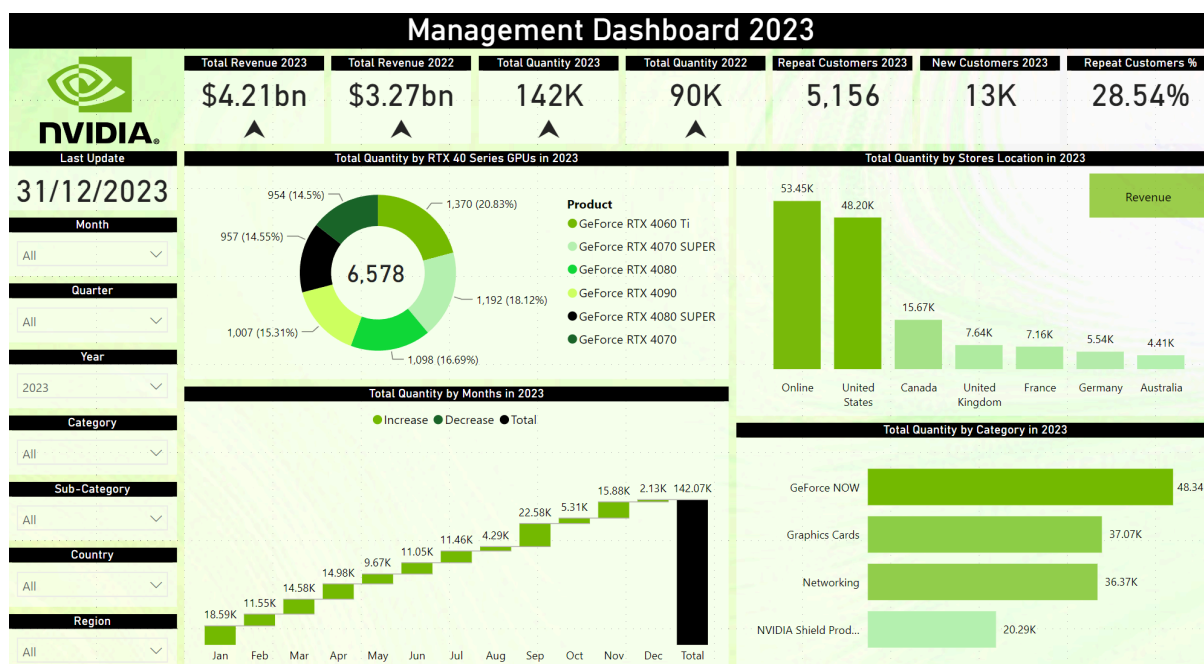 Management Dashboard 2023
NVIDIA.
Total Revenue 2023
$4.21bn
Total Revenue 2022
$3.27bn
Total Quantity 2023
142K
Total Quantity 2022
90K
Repeat Customers 2023
5,156
New Customers 2023
13K
Repeat Customers %
28.54%
Last Update
31/12/2023
Month
All
Quarter
All
Year
2023
Category
All
Sub-Category
All
Country
All
Region
All
Total Quantity by RTX 40 Series GPUs in 2023
954 (14.5%)
1,370 (20.83%)
957 (14.55%)
6,578
1,192 (18.12%)
1,007 (15.31%)
1,098 (16.69%)
Product
GeForce RTX 4060 Ti
GeForce RTX 4070 SUPER
GeForce RTX 4080
GeForce RTX 4090
GeForce RTX 4080 SUPER
GeForce RTX 4070
Total Quantity by Months in 2023
Increase Decrease Total
18.59K 11.55K 14.58K 14.98K 9.67K 11.05K 11.46K 4.29K 22.58K 5.31K 15.88K 2.13K 142.07K
Jan Feb Mar Apr May Jun Jul Aug Sep Oct Nov Dec Total
Total Quantity by Stores Location in 2023
Revenue
53.45K 48.20K 15.67K 7.64K 7.16K 5.54K 4.41K
Online United States Canada United Kingdom France Germany Australia
Total Quantity by Category in 2023
GeForce NOW 48.34
Graphics Cards 37.07K
Networking 36.37K
NVIDIA Shield Prod... 20.29K